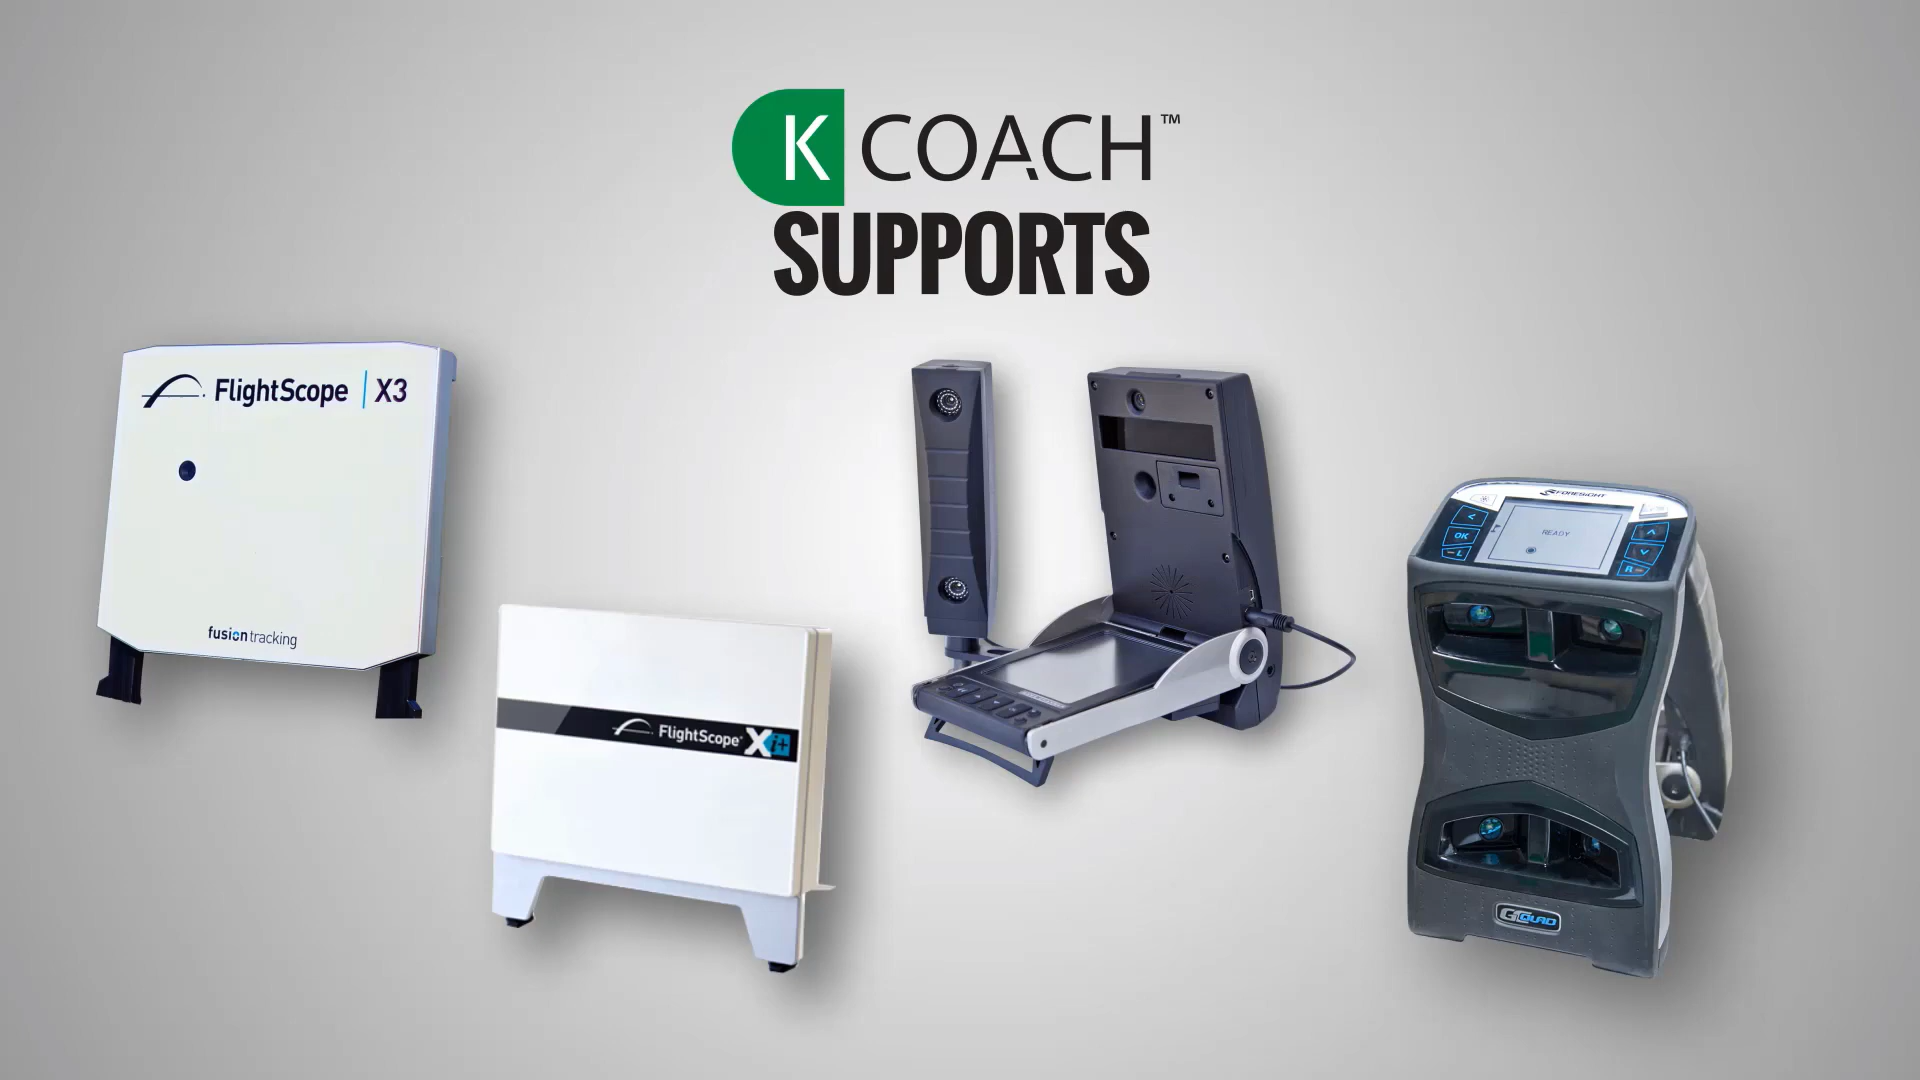 K COACH™
SUPPORTS
FlightScope | X3
fusion tracking
FlightScope® Xi+
FORESIGHT
READY
<
OK
L
R
GCQUAD